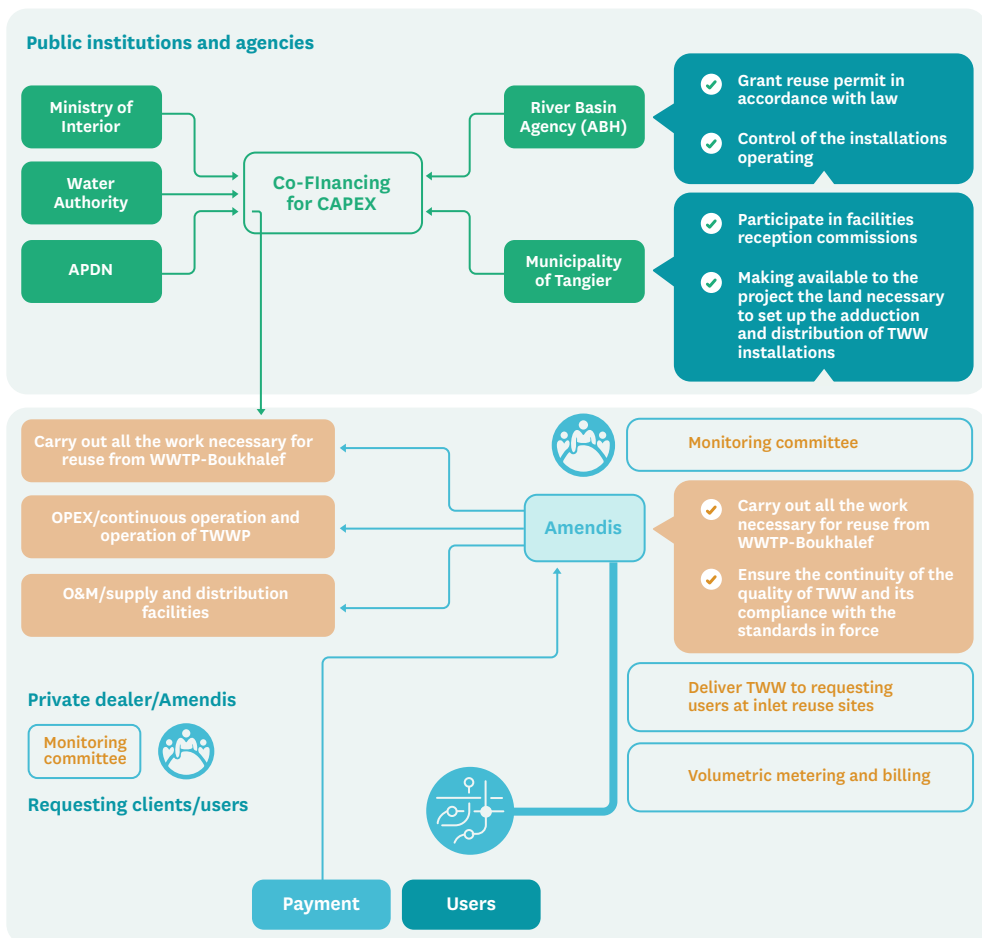 Public institutions and agencies
Ministry of
Interior
Water
Authority
APDN
Co-FInancing
for CAPEX
River Basin
Agency (ABH)
Municipality
of Tangier
Grant reuse permit in
accordance with law
Control of the installations
operating
Participate in facilities
reception commissions
Making available to the
project the land necessary
to set up the adduction
and distribution of TWW
installations
Carry out all the work necessary for
reuse from WWTP-Boukhalef
OPEX/continuous operation and
operation of TWWP
O&M/supply and distribution
facilities
Amendis
Monitoring committee
Carry out all the work
necessary for reuse from
WWTP-Boukhalef
Ensure the continuity of the
quality of TWW and its
compliance with the
standards in force
Deliver TWW to requesting
users at inlet reuse sites
Volumetric metering and billing
Private dealer/Amendis
Monitoring
committee
Requesting clients/users
Payment
Users